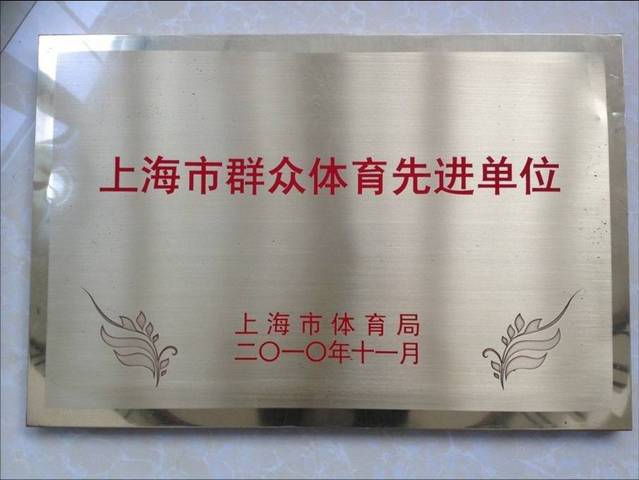 上海市群众体育先进单位
上海市体育局
二〇一〇年十一月